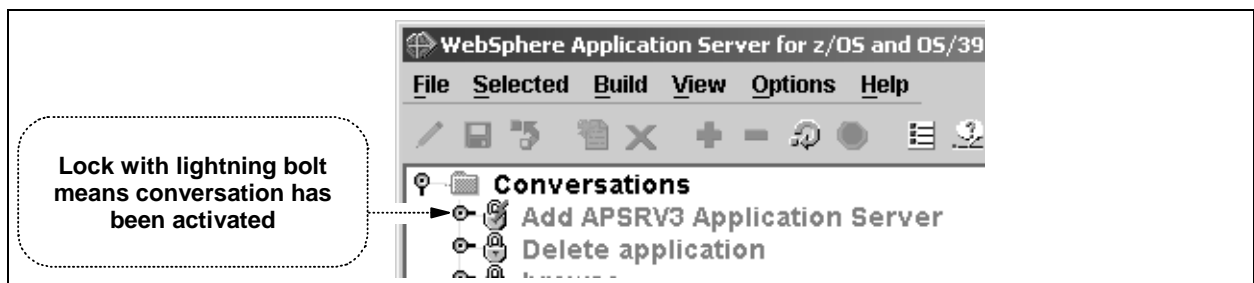 WebSphere Application Server for z/OS and OS/39
File Selected Build View Options Help
Lock with lightning bolt
means conversation has
been activated
Conversations
Add APSRV3 Application Server
Delete application